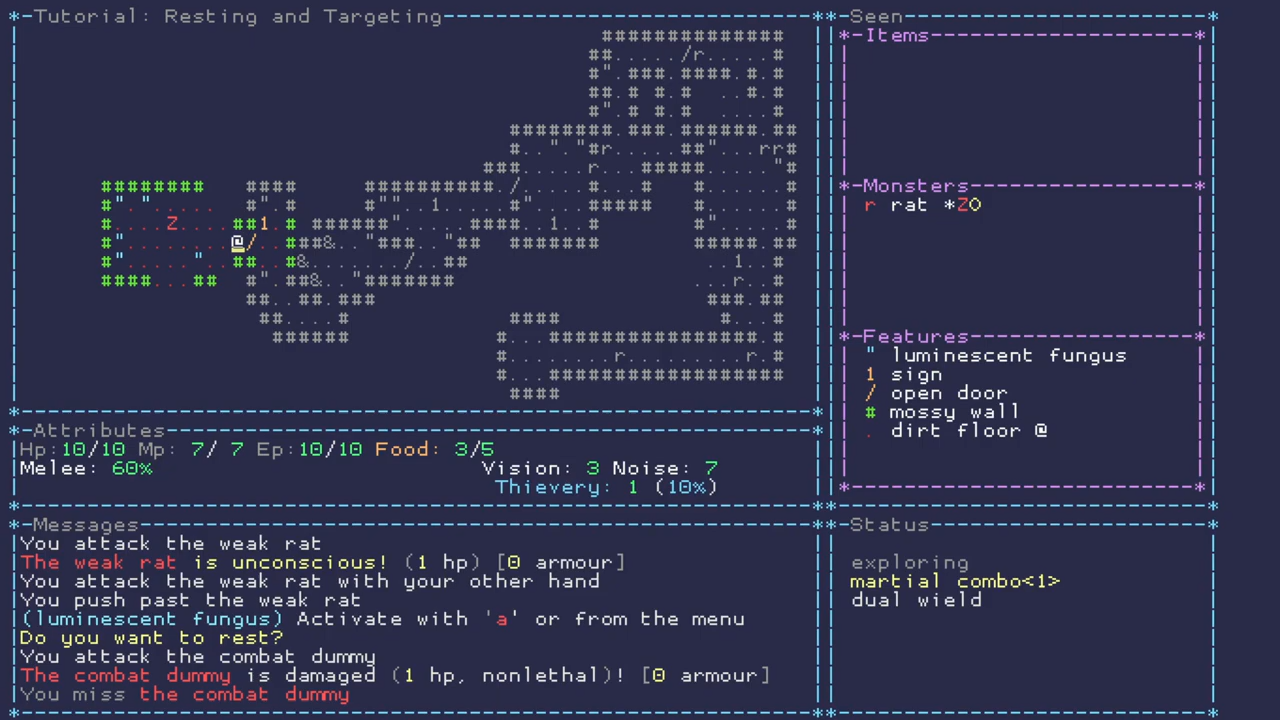 Tutorial: Resting and Targeting
Seen
Items
Monsters
r rat *ZO
Features
" luminescent fungus
1 sign
/ open door
# mossy wall
. dirt floor @
Attributes
Hp:10/10 Mp: 7/ 7 Ep:10/10 Food: 3/5
Melee: 60% Vision: 3 Noise: 7
Thievery: 1 (10%)
Messages
You attack the weak rat
The weak rat is unconscious! (1 hp) [0 armour]
You attack the weak rat with your other hand
You push past the weak rat
(luminescent fungus) Activate with 'a' or from the menu
Do you want to rest?
You attack the combat dummy
The combat dummy is damaged (1 hp, nonlethal)! [0 armour]
You miss the combat dummy
Status
exploring
martial combo<1>
dual wield